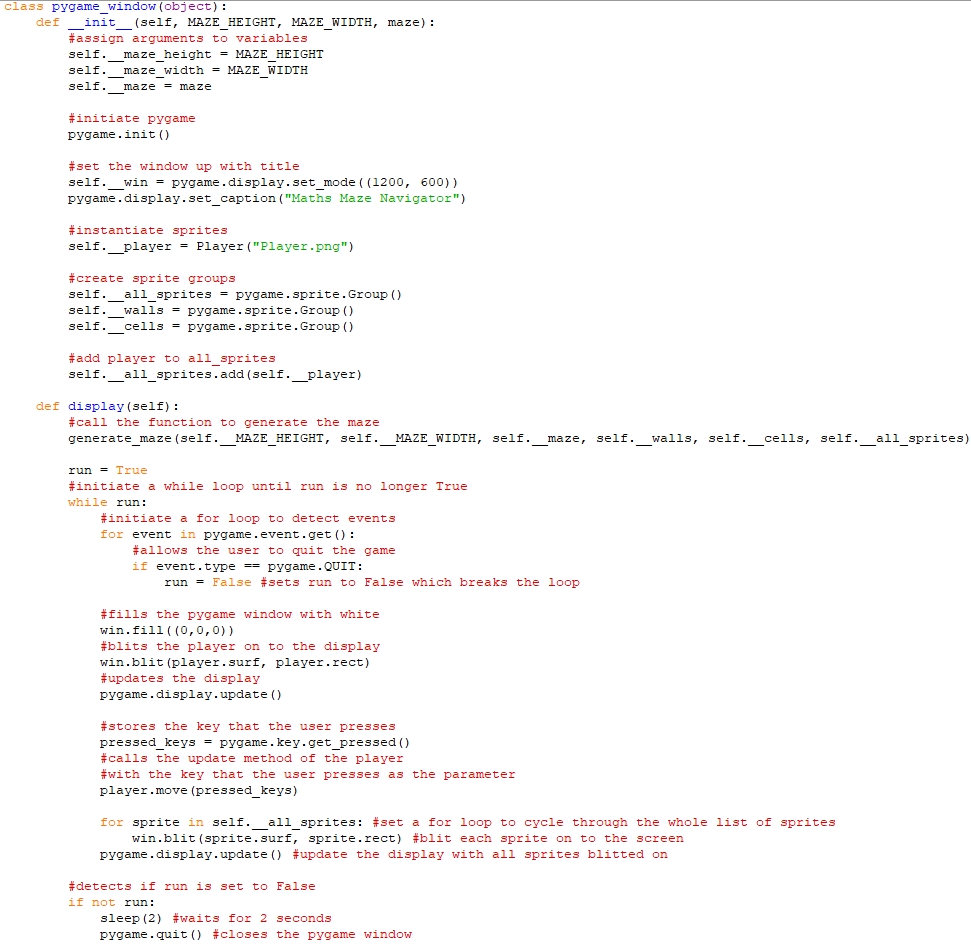 class pygame_window(object):
    def __init__(self, MAZE_HEIGHT, MAZE_WIDTH, maze):
        #assign arguments to variables
        self.__maze_height = MAZE_HEIGHT
        self.__maze_width = MAZE_WIDTH
        self.__maze = maze

        #initiate pygame
        pygame.init()

        #set the window up with title
        self.__win = pygame.display.set_mode((1200, 600))
        pygame.display.set_caption("Maths Maze Navigator")

        #instantiate sprites
        self.__player = Player("Player.png")

        #create sprite groups
        self.__all_sprites = pygame.sprite.Group()
        self.__walls = pygame.sprite.Group()
        self.__cells = pygame.sprite.Group()

        #add player to all_sprites
        self.__all_sprites.add(self.__player)

    def display(self):
        #call the function to generate the maze
        generate_maze(self.__MAZE_HEIGHT, self.__MAZE_WIDTH, self.__maze, self.__walls, self.__cells, self.__all_sprites)

        run = True
        #initiate a while loop until run is no longer True
        while run:
            #initiate a for loop to detect events
            for event in pygame.event.get():
                #allows the user to quit the game
                if event.type == pygame.QUIT:
                    run = False #sets run to False which breaks the loop

            #fills the pygame window with white
            win.fill((0,0,0))
            #blits the player on to the display
            win.blit(player.surf, player.rect)
            #updates the display
            pygame.display.update()

            #stores the key that the user presses
            pressed_keys = pygame.key.get_pressed()
            #calls the update method of the player
            #with the key that the user presses as the parameter
            player.move(pressed_keys)

            for sprite in self.__all_sprites: #set a for loop to cycle through the whole list of sprites
                win.blit(sprite.surf, sprite.rect) #blit each sprite on to the screen
            pygame.display.update() #update the display with all sprites blitted on

        #detects if run is set to False
        if not run:
            sleep(2) #waits for 2 seconds
            pygame.quit() #closes the pygame window